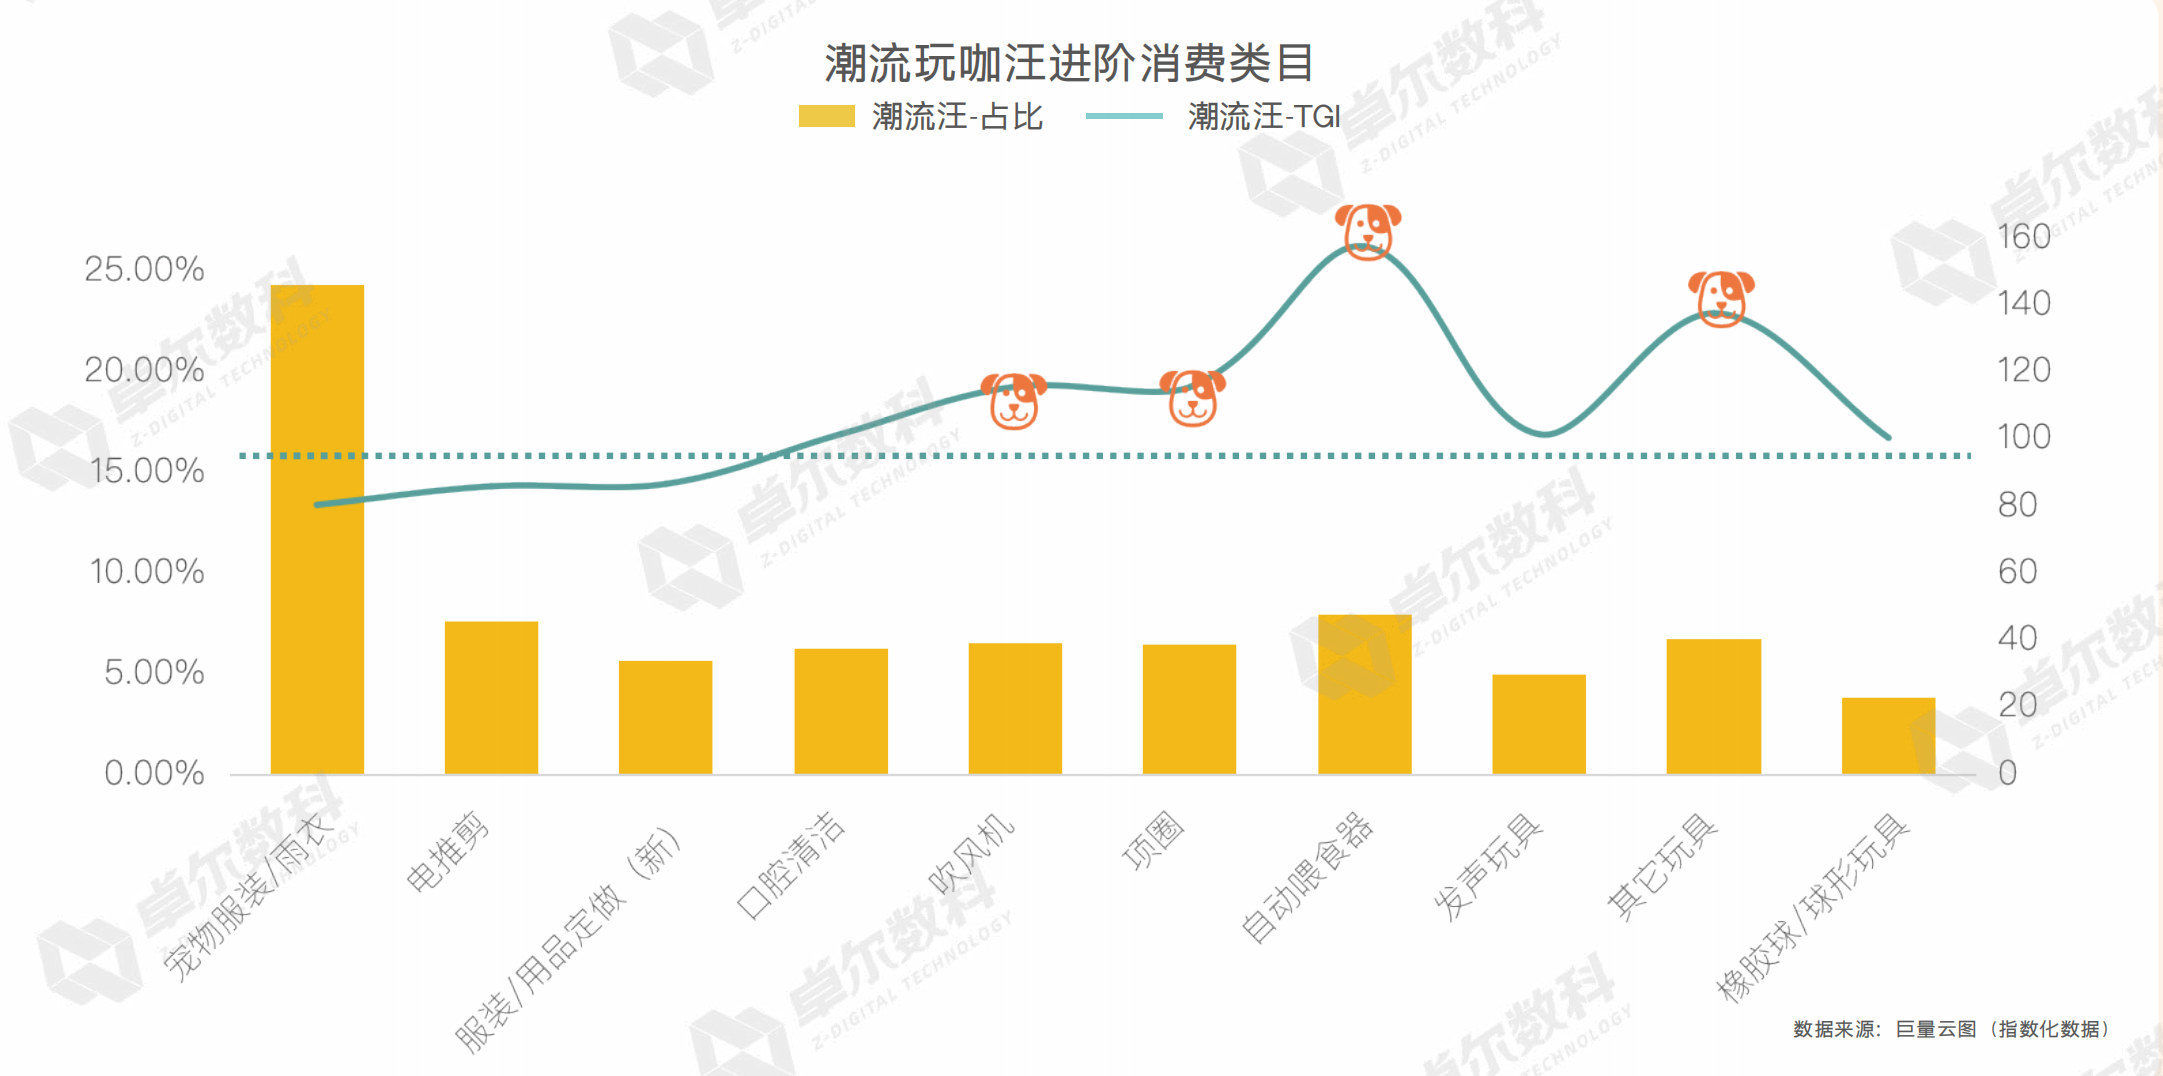 潮流玩咖汪进阶消费类目
潮流汪-占比
潮流汪-TGI
25.00%
20.00%
15.00%
10.00%
5.00%
0.00%
160
140
120
100
80
60
40
20
0
宠物服装/雨衣
电推剪
服装/用品定做（新）
口腔清洁
吹风机
项圈
自动喂食器
发声玩具
其它玩具
橡胶球/球形玩具
数据来源：巨量云图（指数化数据）
卓尔数科
Z-DIGITAL TECHNOLOGY